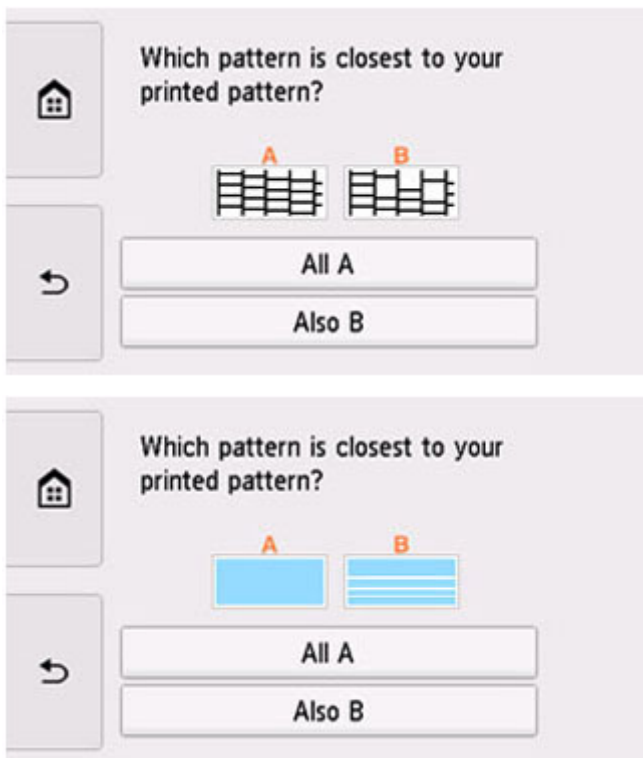 Which pattern is closest to your
printed pattern?
A B
All A
Also B
Which pattern is closest to your
printed pattern?
A B
All A
Also B